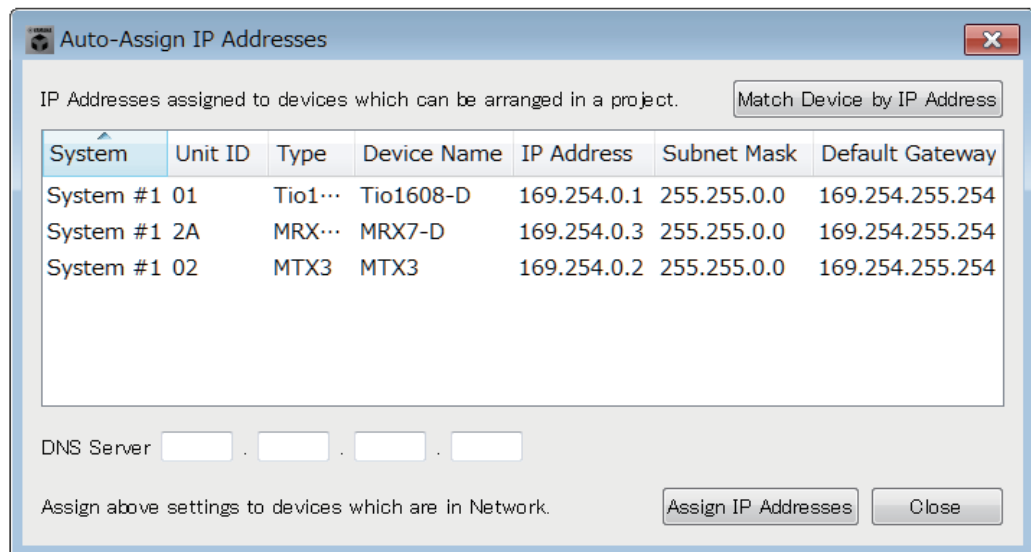 Auto-Assign IP Addresses
IP Addresses assigned to devices which can be arranged in a project. Match Device by IP Address
System Unit ID Type Device Name IP Address Subnet Mask Default Gateway
System #1 01 Tio1··· Tio1608-D 169.254.0.1 255.255.0.0 169.254.255.254
System #1 2A MRX··· MRX7-D 169.254.0.3 255.255.0.0 169.254.255.254
System #1 02 MTX3 MTX3 169.254.0.2 255.255.0.0 169.254.255.254
DNS Server . . .
Assign above settings to devices which are in Network. Assign IP Addresses Close